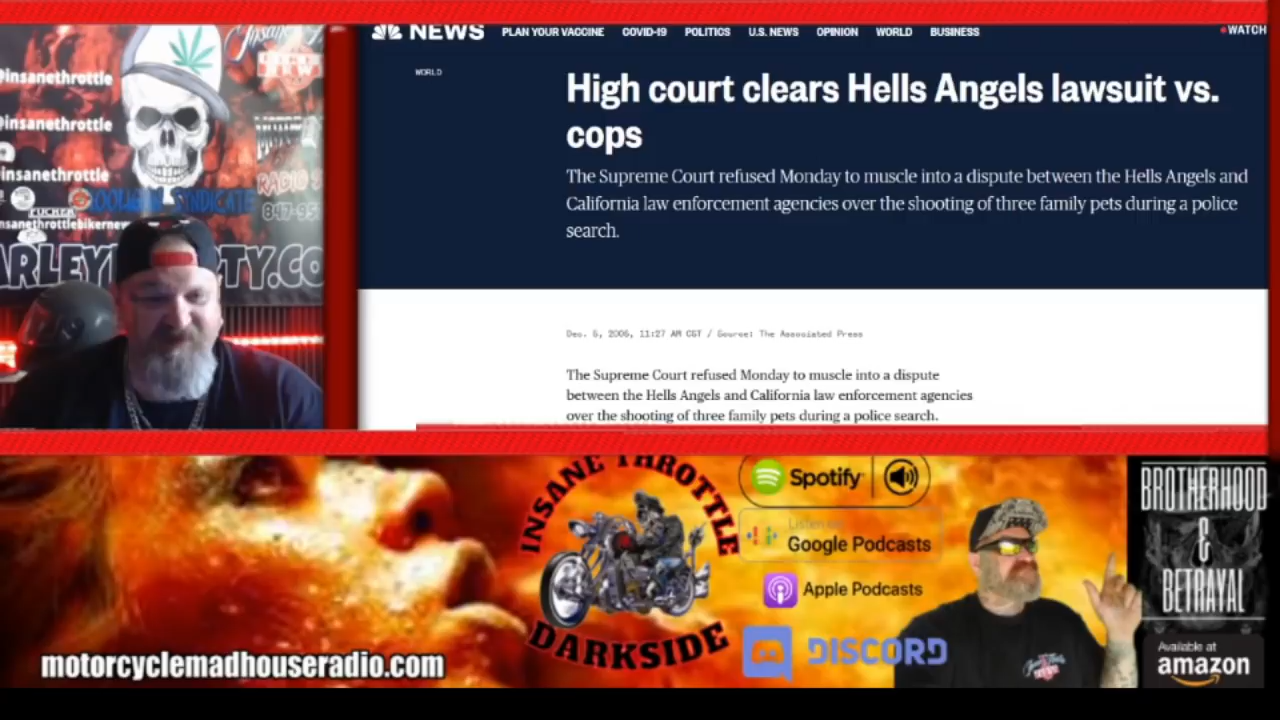 @insanethrottle
@insanethrottle
insanethrottle
847-95
NEWS PLAN YOUR VACCINE COVID-19 POLITICS U.S. NEWS OPINION WORLD BUSINESS WATCH
WORLD
High court clears Hells Angels lawsuit vs.
cops
The Supreme Court refused Monday to muscle into a dispute between the Hells Angels and
California law enforcement agencies over the shooting of three family pets during a police
search.
11:27 AM CST / Source: The Associated Press
The Supreme Court refused Monday to muscle into a dispute
between the Hells Angels and California law enforcement agencies
over the shooting of three family pets during a police search.
INSANE THROTTLE
DARKSIDE
motorcyclemadhouseradio.com
Spotify
Listen on
Google Podcasts
Apple Podcasts
DISCORD
BROTHERHOOD
&
BETRAYAL
Available at
amazon